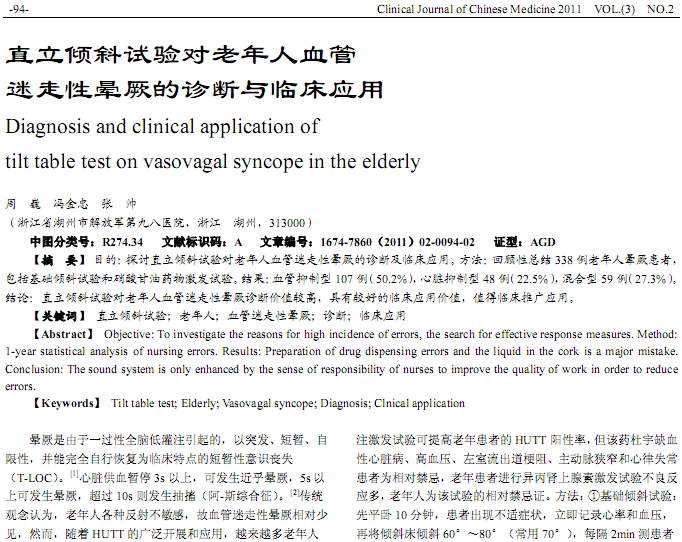 -94- Clinical Journal of Chinese Medicine 2011 VOL.(3) NO.2
直立倾斜试验对老年人血管
迷走性晕厥的诊断与临床应用
Diagnosis and clinical application of
tilt table test on vasovagal syncope in the elderly
周 巍 冯金忠 张 帅
（浙江省湖州市解放军第九八医院，浙江 湖州，313000）
中图分类号：R274.34 文献标识码：A 文章编号：1674-7860（2011）02-0094-02 证型：AGD
【摘 要】目的：探讨直立倾斜试验对老年人血管迷走性晕厥的诊断及临床应用。方法：回顾性总结 338 例老年人晕厥患者，
包括基础倾斜试验和硝酸甘油药物激发试验。结果：血管抑制型 107 例（50.2%），心脏抑制型 48 例（22.5%），混合型 59 例（27.3%）。
结论：直立倾斜试验对老年人血管迷走性晕厥诊断价值较高，具有较好的临床应用价值，值得临床推广应用。
【关键词】直立倾斜试验；老年人；血管迷走性晕厥；诊断；临床应用
【Abstract】Objective: To investigate the reasons for high incidence of errors, the search for effective response measures. Method:
1-year statistical analysis of nursing errors. Results: Preparation of drug dispensing errors and the liquid in the cork is a major mistake.
Conclusion: The sound system is only enhanced by the sense of responsibility of nurses to improve the quality of work in order to reduce
errors.
【Keywords】Tilt table test; Elderly; Vasovagal syncope; Diagnosis; Clnical application
晕厥是由于一过性全脑低灌注引起的，以突发、短暂、自
限性，并能完全自行恢复为临床特点的短暂性意识丧失
（T-LOC）。[1]心脏供血暂停 3s 以上，可发生近乎晕厥，5s 以
上可发生晕厥，超过 10s 则发生抽搐（阿-斯综合征）。[2]传统
观念认为，老年人各种反射不敏感，故血管迷走性晕厥相对少
见，然而，随着 HUTT 的广泛开展和应用，越来越多老年人
注激发试验可提高老年患者的 HUTT 阳性率，但该药杜宇缺血
性心脏病、高血压、左室流出道梗阻、主动脉狭窄和心律失常
患者为相对禁忌，老年患者进行异丙肾上腺素激发试验不良反
应多，老年人为该试验的相对禁忌证。方法：①基础倾斜试验：
先平卧 10 分钟，患者出现不适症状，立即记录心率和血压，
再将倾斜床倾斜 60°～80°（常用 70°），每隔 2min 测患者